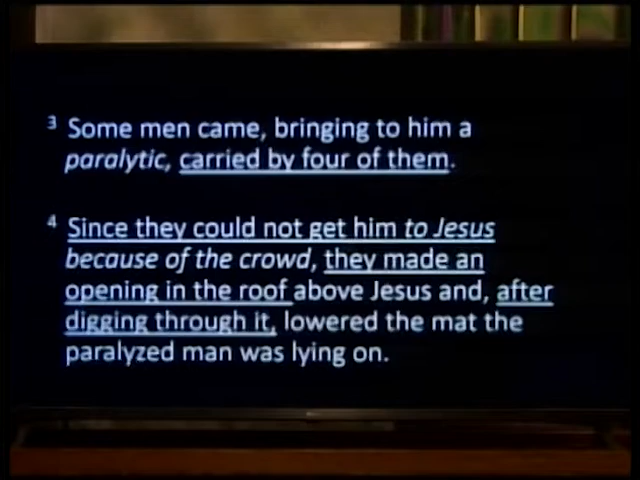 3 Some men came, bringing to him a
paralytic, carried by four of them.
4 Since they could not get him to Jesus
because of the crowd, they made an
opening in the roof above Jesus and, after
digging through it, lowered the mat the
paralyzed man was lying on.